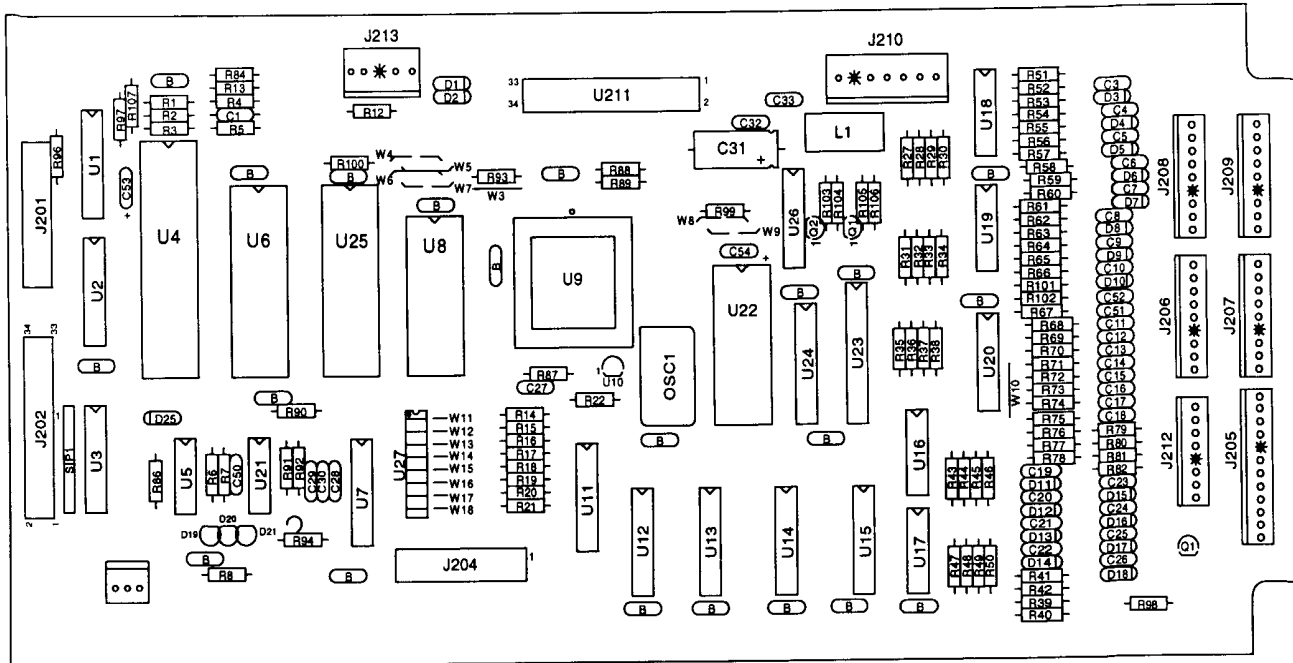 J213
J210
B
R84
R13
R4
C1
R5
R1
R2
R3
R97
R107
R96
U1
C53
+
J201
U2
U4
U6
U25
U8
R12
D1
D2
33
34
U211
1
2
C33
C32
L1
C31
+
U18
R100
B
W4
W5
W6
W7
W3
R93
B
R88
R89
B
B
B
U9
R99
W8
W9
C54
+
U26
R103
R104
R105
R106
1
Q2
1
Q1
R27
R28
R29
R30
R31
R32
R33
R34
R35
R36
R37
R38
B
U19
B
U20
W10
U22
B
B
U24
U23
OSC1
B
B
R87
C27
1
U10
R22
34
33
J202
2
1
1
SIP1
B
U3
D25
R86
U5
R6
R7
C50
B
R90
U21
R91
R92
C29
C30
C28
U7
U27
W11
W12
W13
W14
W15
W16
W17
W18
R14
R15
R16
R17
R18
R19
R20
R21
U11
D19
D20
D21
R94
B
R8
B
J204
1
U12
U13
U14
U15
U16
U17
B
B
B
B
B
R43
R44
R45
R46
R47
R48
R49
R50
R51
R52
R53
R54
R55
R56
R57
R58
R59
R60
R61
R62
R63
R64
R65
R66
R101
R102
R67
R68
R69
R70
R71
R72
R73
R74
R75
R76
R77
R78
C19
D11
C20
D12
C21
D13
C22
D14
R41
R42
R39
R40
C3
D3
C4
D4
C5
D5
C6
D6
C7
D7
C8
D8
C9
D9
C10
D10
C52
C51
C11
C12
C13
C14
C15
C16
C17
C18
R79
R80
R81
R82
C23
D15
C24
D16
C25
D17
C26
D18
R98
J208
J209
J206
J207
J212
J205
Q1